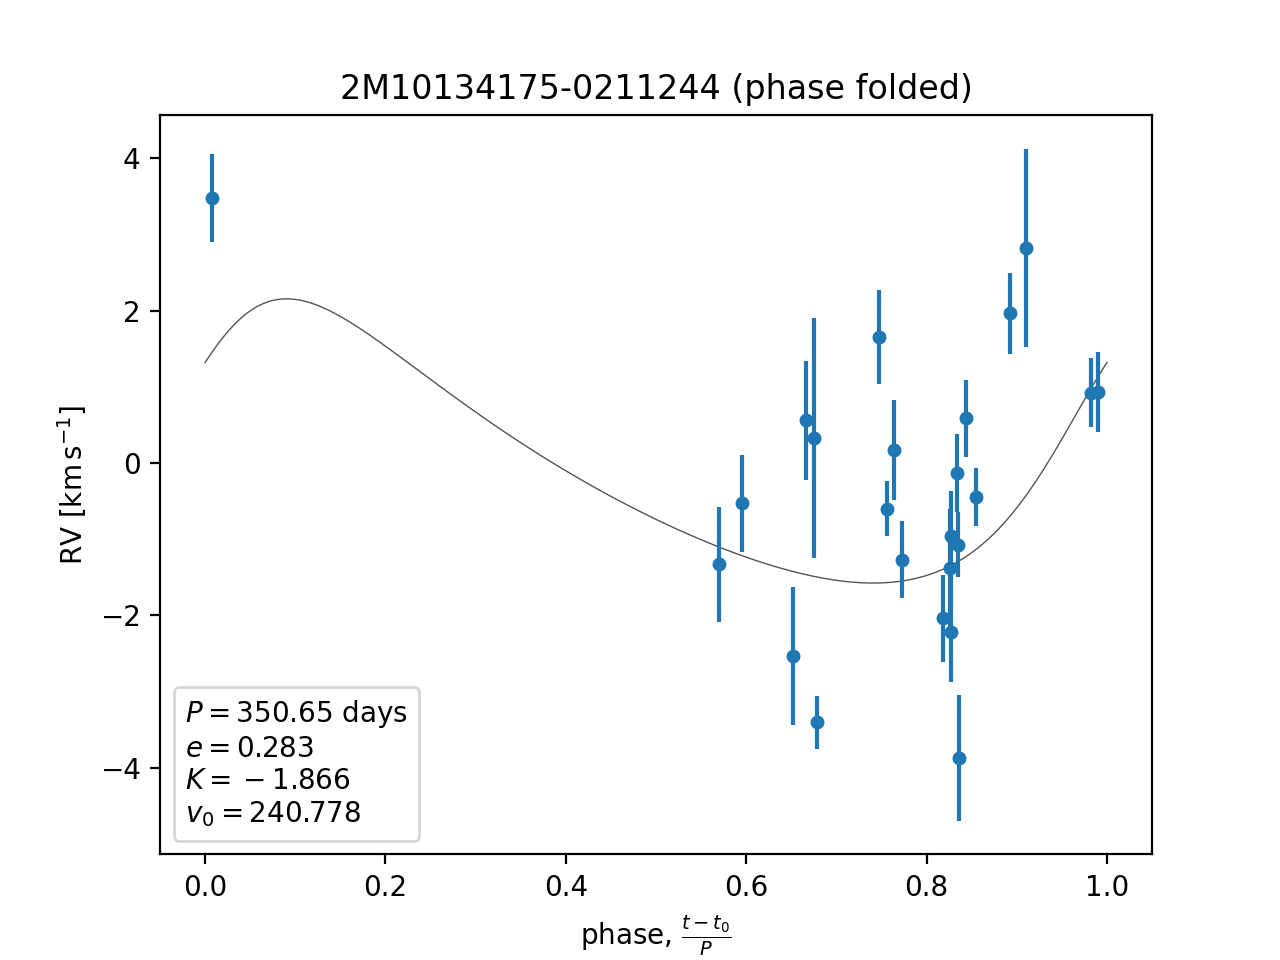 2M10134175-0211244 (phase folded)
4
2
0
−2
−4
RV [km s⁻¹]
P = 350.65 days
e = 0.283
K = −1.866
v₀ = 240.778
0.0 0.2 0.4 0.6 0.8 1.0
phase, (t − t₀)/P